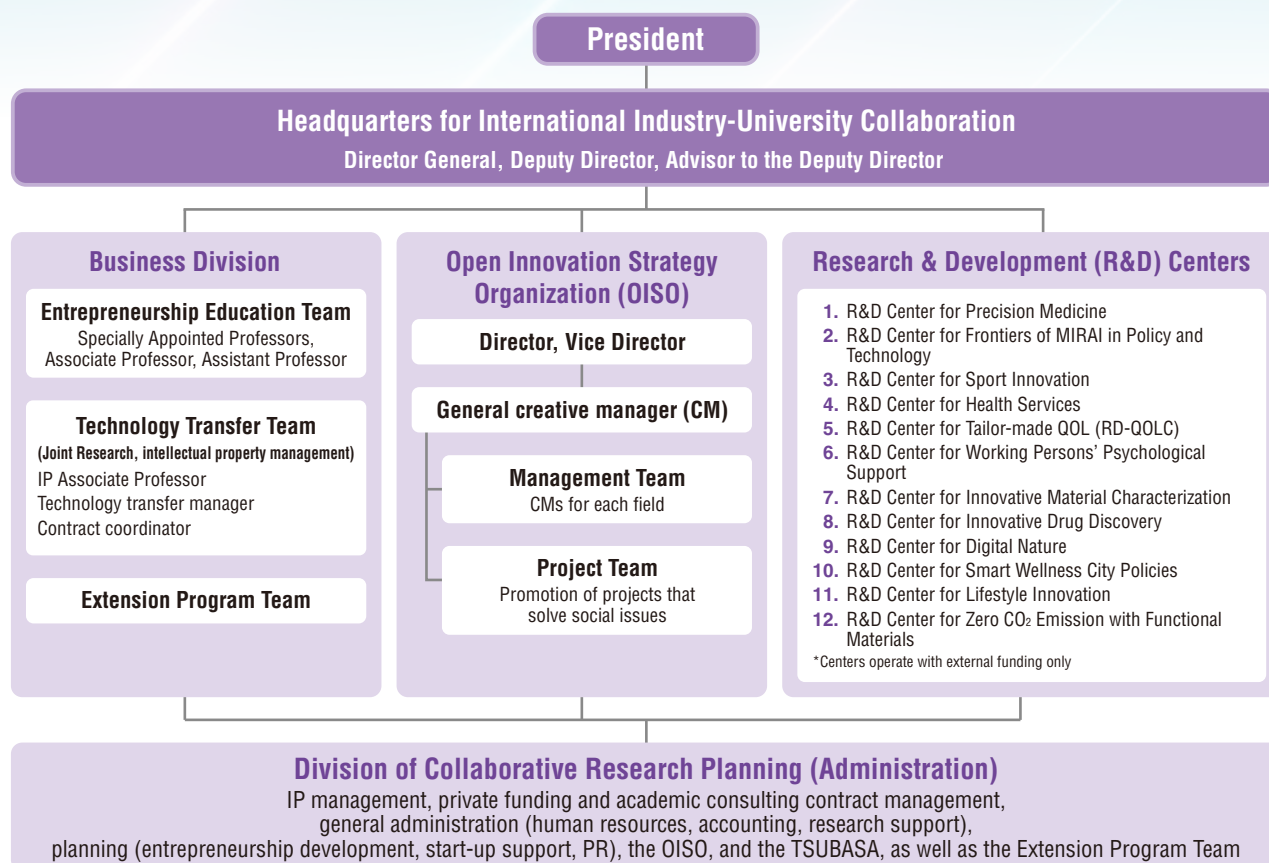 President
Headquarters for International Industry-University Collaboration
Director General, Deputy Director, Advisor to the Deputy Director
Business Division
Entrepreneurship Education Team
Specially Appointed Professors,
Associate Professor, Assistant Professor
Technology Transfer Team
(Joint Research, intellectual property management)
IP Associate Professor
Technology transfer manager
Contract coordinator
Extension Program Team
Open Innovation Strategy
Organization (OISO)
Director, Vice Director
General creative manager (CM)
Management Team
CMs for each field
Project Team
Promotion of projects that
solve social issues
Research & Development (R&D) Centers
1. R&D Center for Precision Medicine
2. R&D Center for Frontiers of MIRAI in Policy and
Technology
3. R&D Center for Sport Innovation
4. R&D Center for Health Services
5. R&D Center for Tailor-made QOL (RD-QOLC)
6. R&D Center for Working Persons' Psychological
Support
7. R&D Center for Innovative Material Characterization
8. R&D Center for Innovative Drug Discovery
9. R&D Center for Digital Nature
10. R&D Center for Smart Wellness City Policies
11. R&D Center for Lifestyle Innovation
12. R&D Center for Zero CO₂ Emission with Functional
Materials
*Centers operate with external funding only
Division of Collaborative Research Planning (Administration)
IP management, private funding and academic consulting contract management,
general administration (human resources, accounting, research support),
planning (entrepreneurship development, start-up support, PR), the OISO, and the TSUBASA, as well as the Extension Program Team